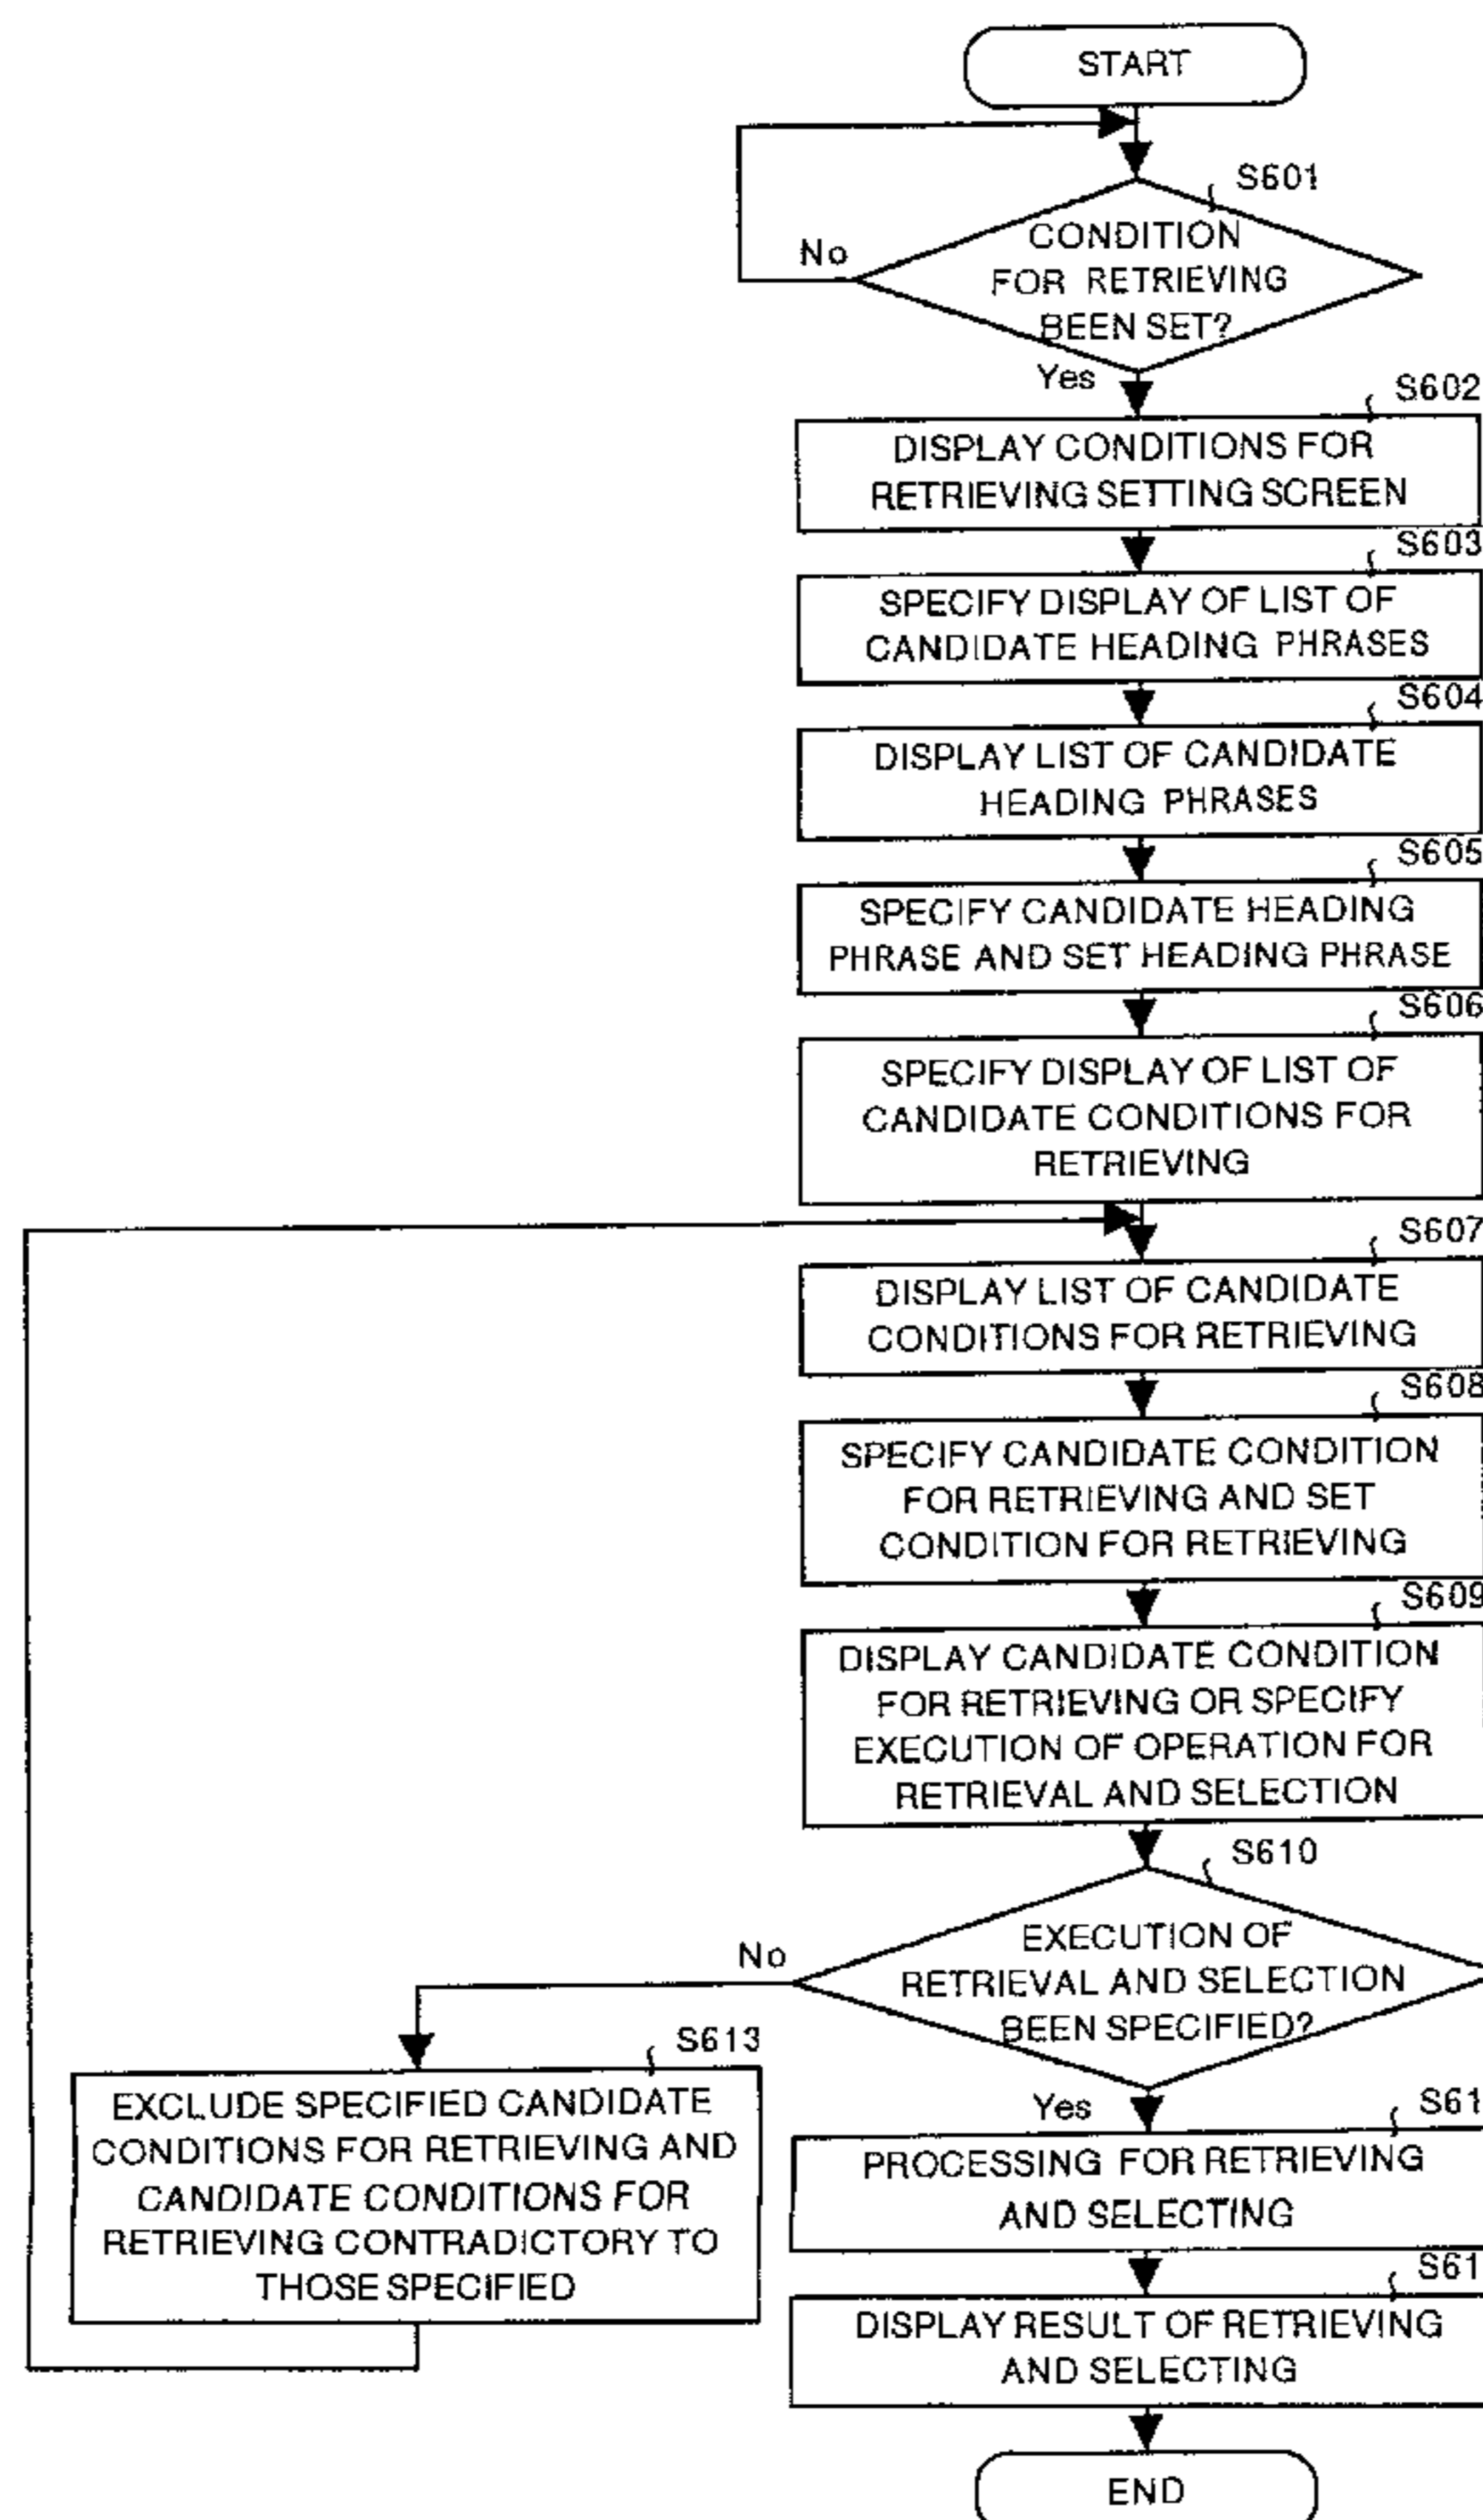 START
S601
CONDITION
FOR RETRIEVING
BEEN SET?
No
Yes
S602
DISPLAY CONDITIONS FOR
RETRIEVING SETTING SCREEN
S603
SPECIFY DISPLAY OF LIST OF
CANDIDATE HEADING PHRASES
S604
DISPLAY LIST OF CANDIDATE
HEADING PHRASES
S605
SPECIFY CANDIDATE HEADING
PHRASE AND SET HEADING PHRASE
S606
SPECIFY DISPLAY OF LIST OF
CANDIDATE CONDITIONS FOR
RETRIEVING
S607
DISPLAY LIST OF CANDIDATE
CONDITIONS FOR RETRIEVING
S608
SPECIFY CANDIDATE CONDITION
FOR RETRIEVING AND SET
CONDITION FOR RETRIEVING
S609
DISPLAY CANDIDATE CONDITION
FOR RETRIEVING OR SPECIFY
EXECUTION OF OPERATION FOR
RETRIEVAL AND SELECTION
S610
EXECUTION OF
RETRIEVAL AND SELECTION
BEEN SPECIFIED?
No
Yes
S613
EXCLUDE SPECIFIED CANDIDATE
CONDITIONS FOR RETRIEVING AND
CANDIDATE CONDITIONS FOR
RETRIEVING CONTRADICTORY TO
THOSE SPECIFIED
S61
PROCESSING FOR RETRIEVING
AND SELECTING
S61
DISPLAY RESULT OF RETRIEVING
AND SELECTING
END